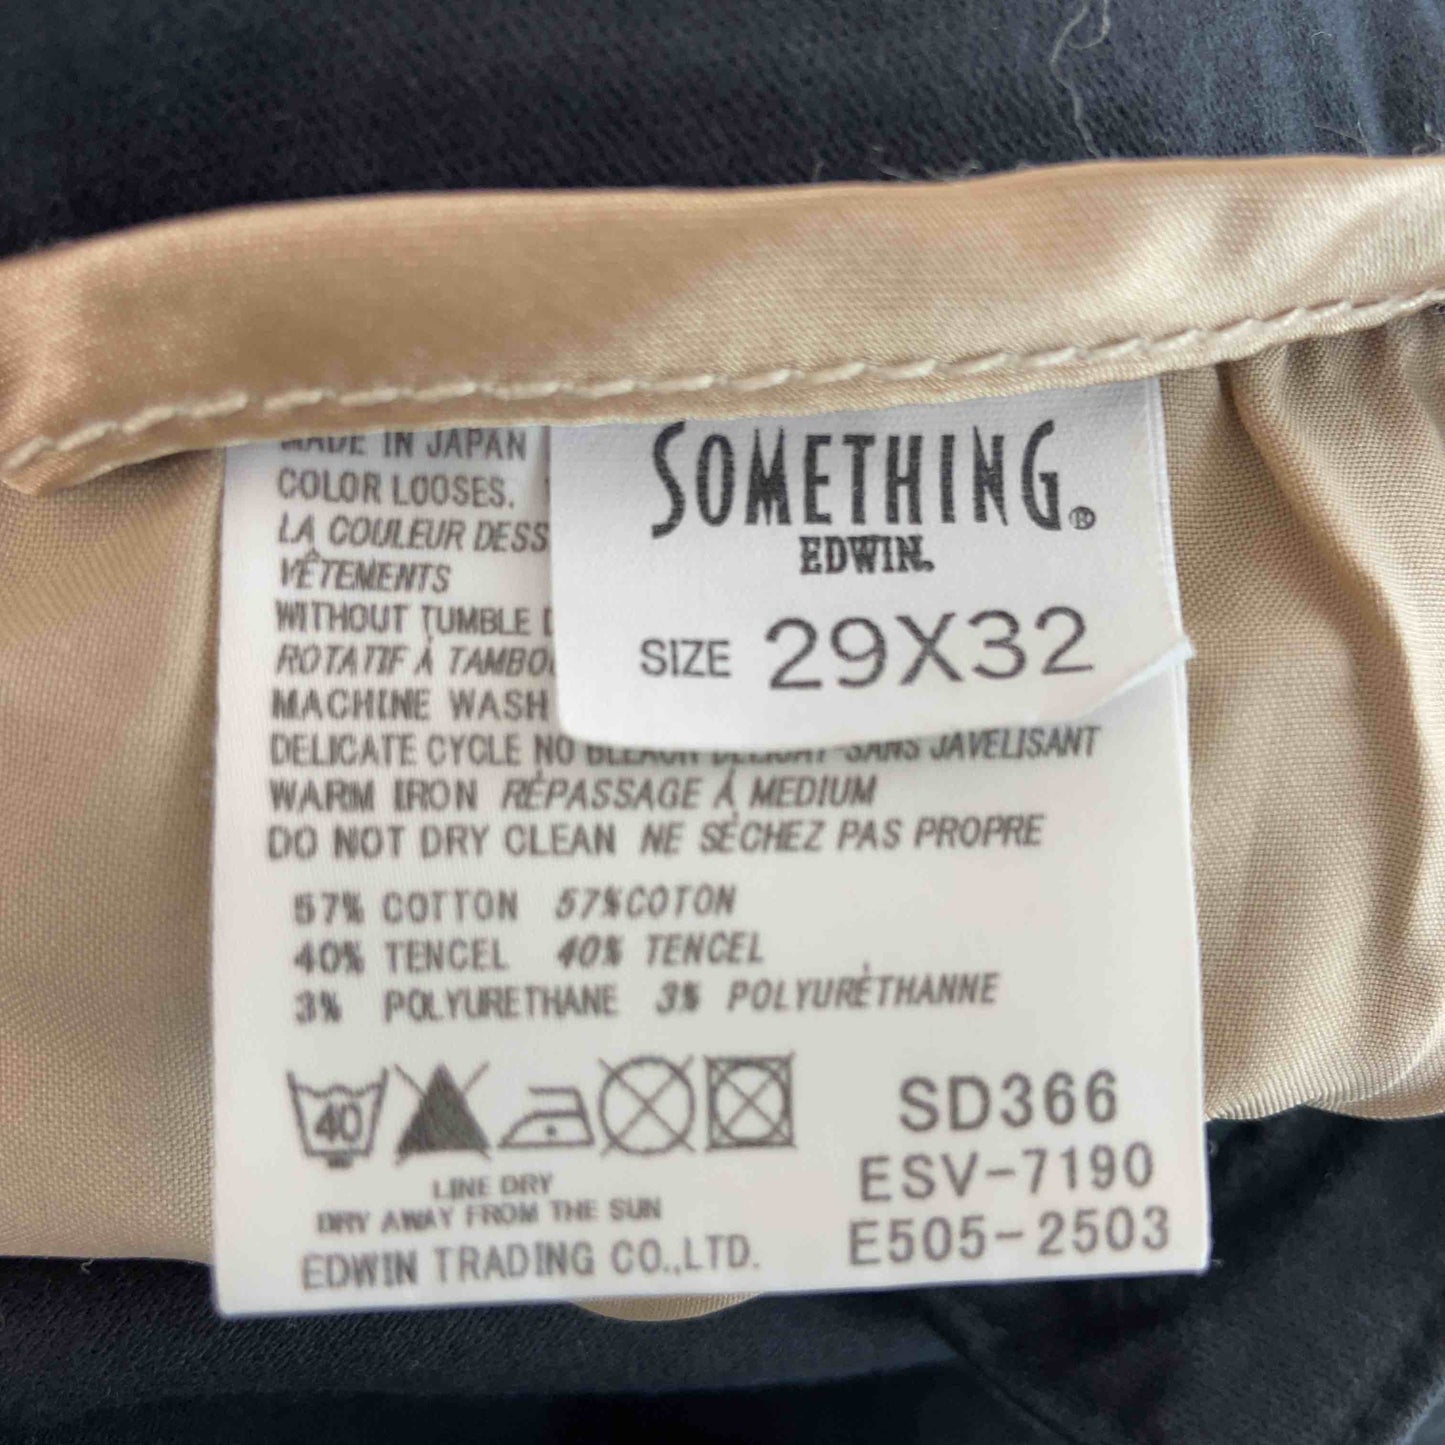 SOMETHING®
EDWIN.
SIZE 29X32
MADE IN JAPAN
COLOR LOOSES.
LA COULEUR DESS
VÊTEMENTS
WITHOUT TUMBLE
ROTATIF À TAMBO
MACHINE WASH
DELICATE CYCLE NO BLEACH DÉLICAT SANS JAVELISANT
WARM IRON RÉPASSAGE À MEDIUM
DO NOT DRY CLEAN NE SÈCHEZ PAS PROPRE
57% COTTON 57%COTON
40% TENCEL 40% TENCEL
3% POLYURETHANE 3% POLYURÈTHANNE
40
LINE DRY
DRY AWAY FROM THE SUN
EDWIN TRADING CO.,LTD.
SD366
ESV-7190
E505-2503